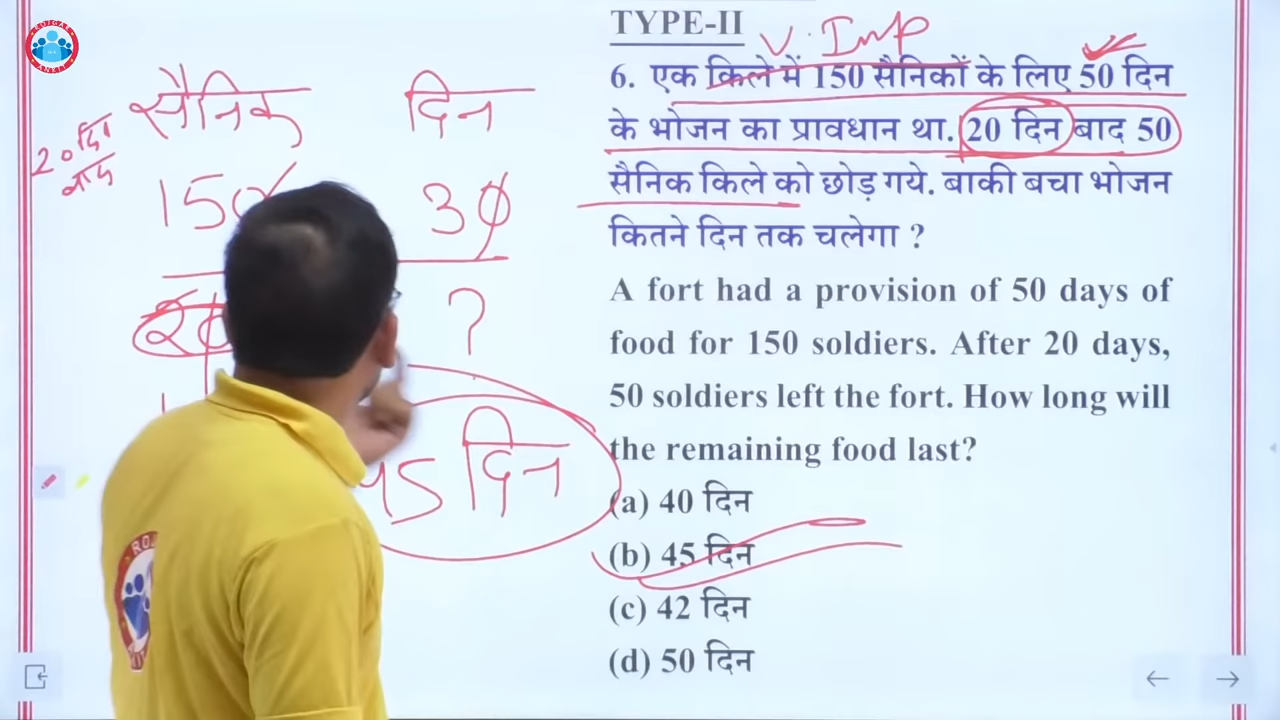 ROJGAR
ANKIT
TYPE-II
V. Imp
6. एक किले में 150 सैनिकों के लिए 50 दिन
के भोजन का प्रावधान था. 20 दिन बाद 50
सैनिक किले को छोड़ गये. बाकी बचा भोजन
कितने दिन तक चलेगा ?
A fort had a provision of 50 days of
food for 150 soldiers. After 20 days,
50 soldiers left the fort. How long will
the remaining food last?
(a) 40 दिन
(b) 45 दिन
(c) 42 दिन
(d) 50 दिन
सैनिक दिन
20 दिन
बाद
150 30
?
45 दिन